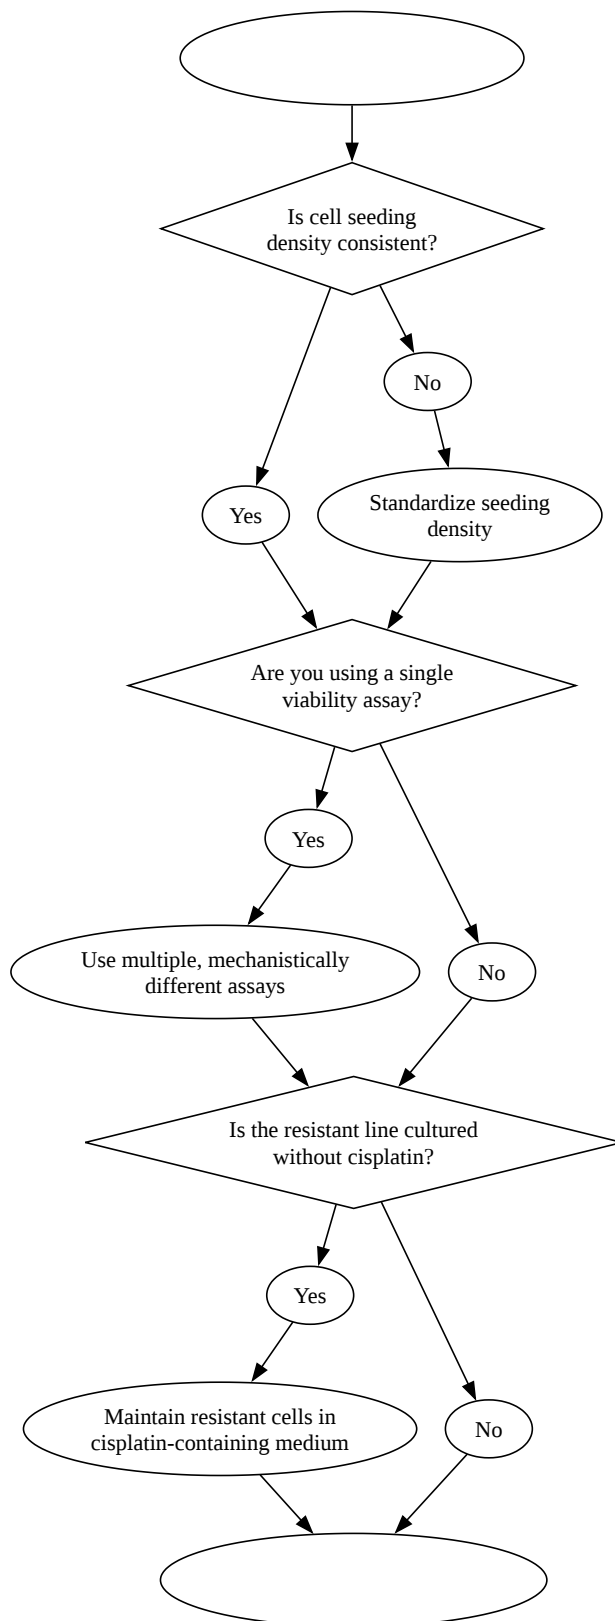 Is cell seeding
density consistent?
No
Yes
Standardize seeding
density
Are you using a single
viability assay?
Yes
Use multiple, mechanistically
different assays
No
Is the resistant line cultured
without cisplatin?
Yes
Maintain resistant cells in
cisplatin-containing medium
No